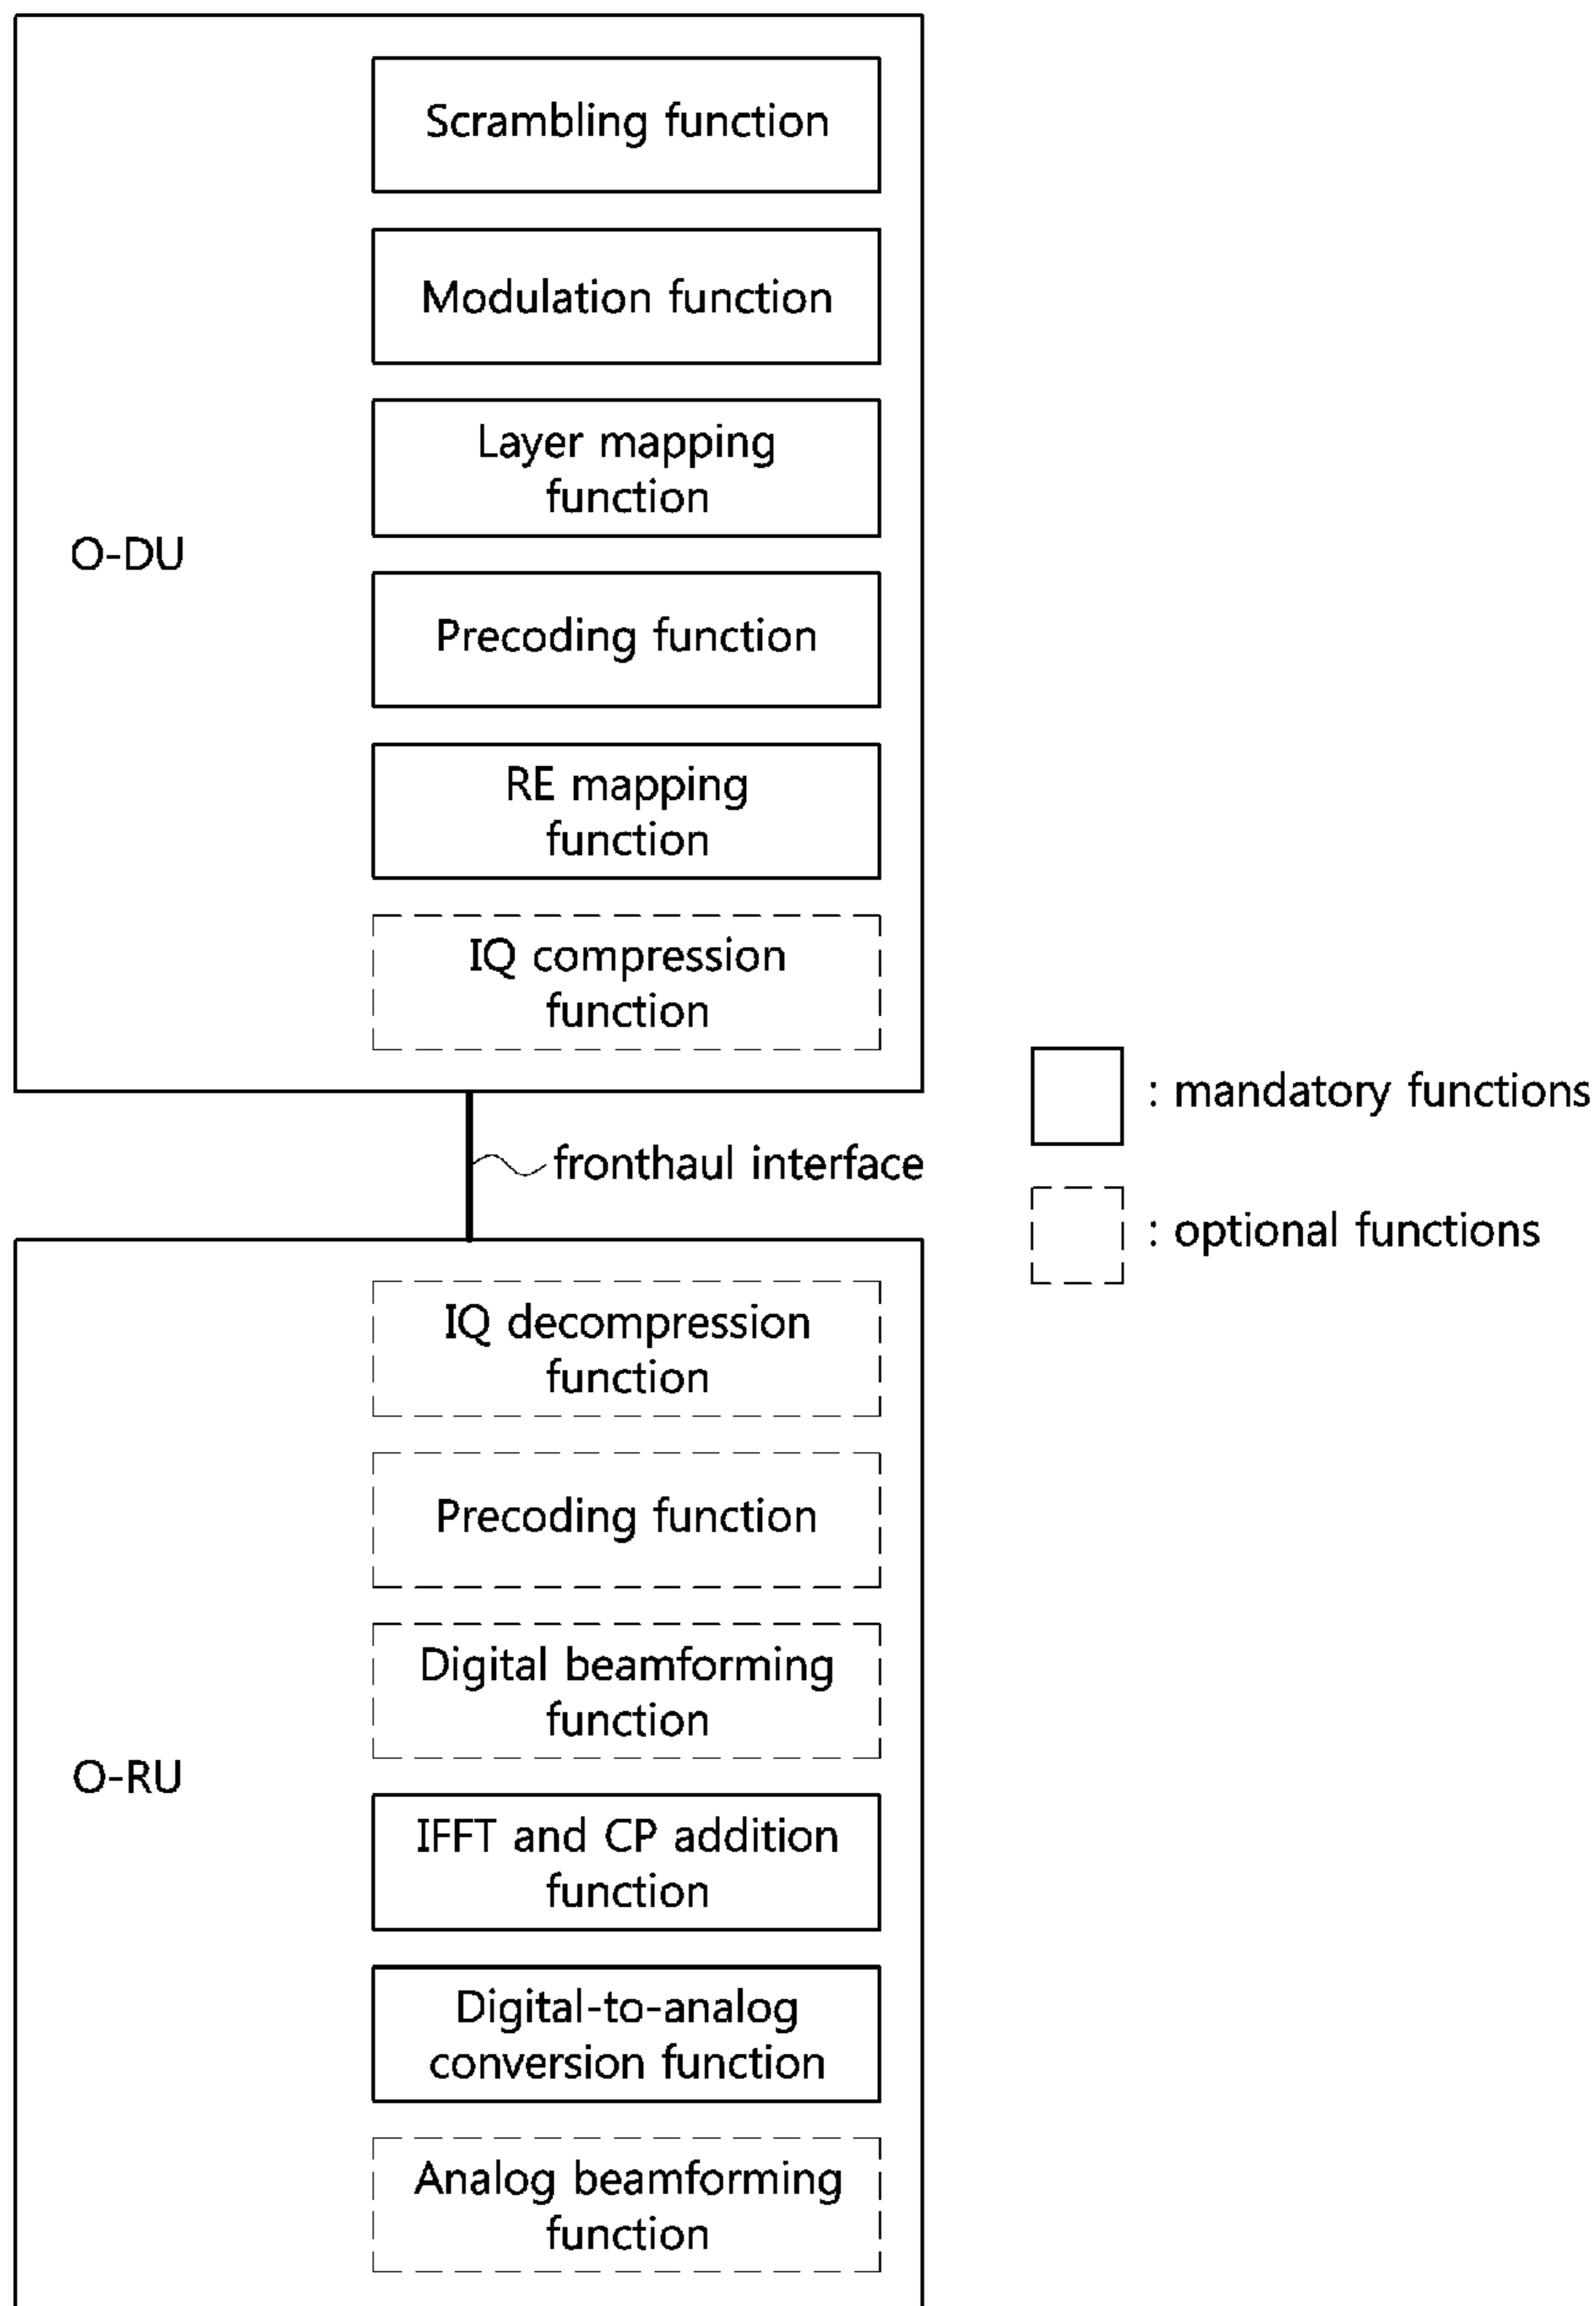 Scrambling function
Modulation function
Layer mapping
function
O-DU
Precoding function
RE mapping
function
IQ compression
function
: mandatory functions
fronthaul interface
: optional functions
IQ decompression
function
Precoding function
Digital beamforming
function
O-RU
IFFT and CP addition
function
Digital-to-analog
conversion function
Analog beamforming
function